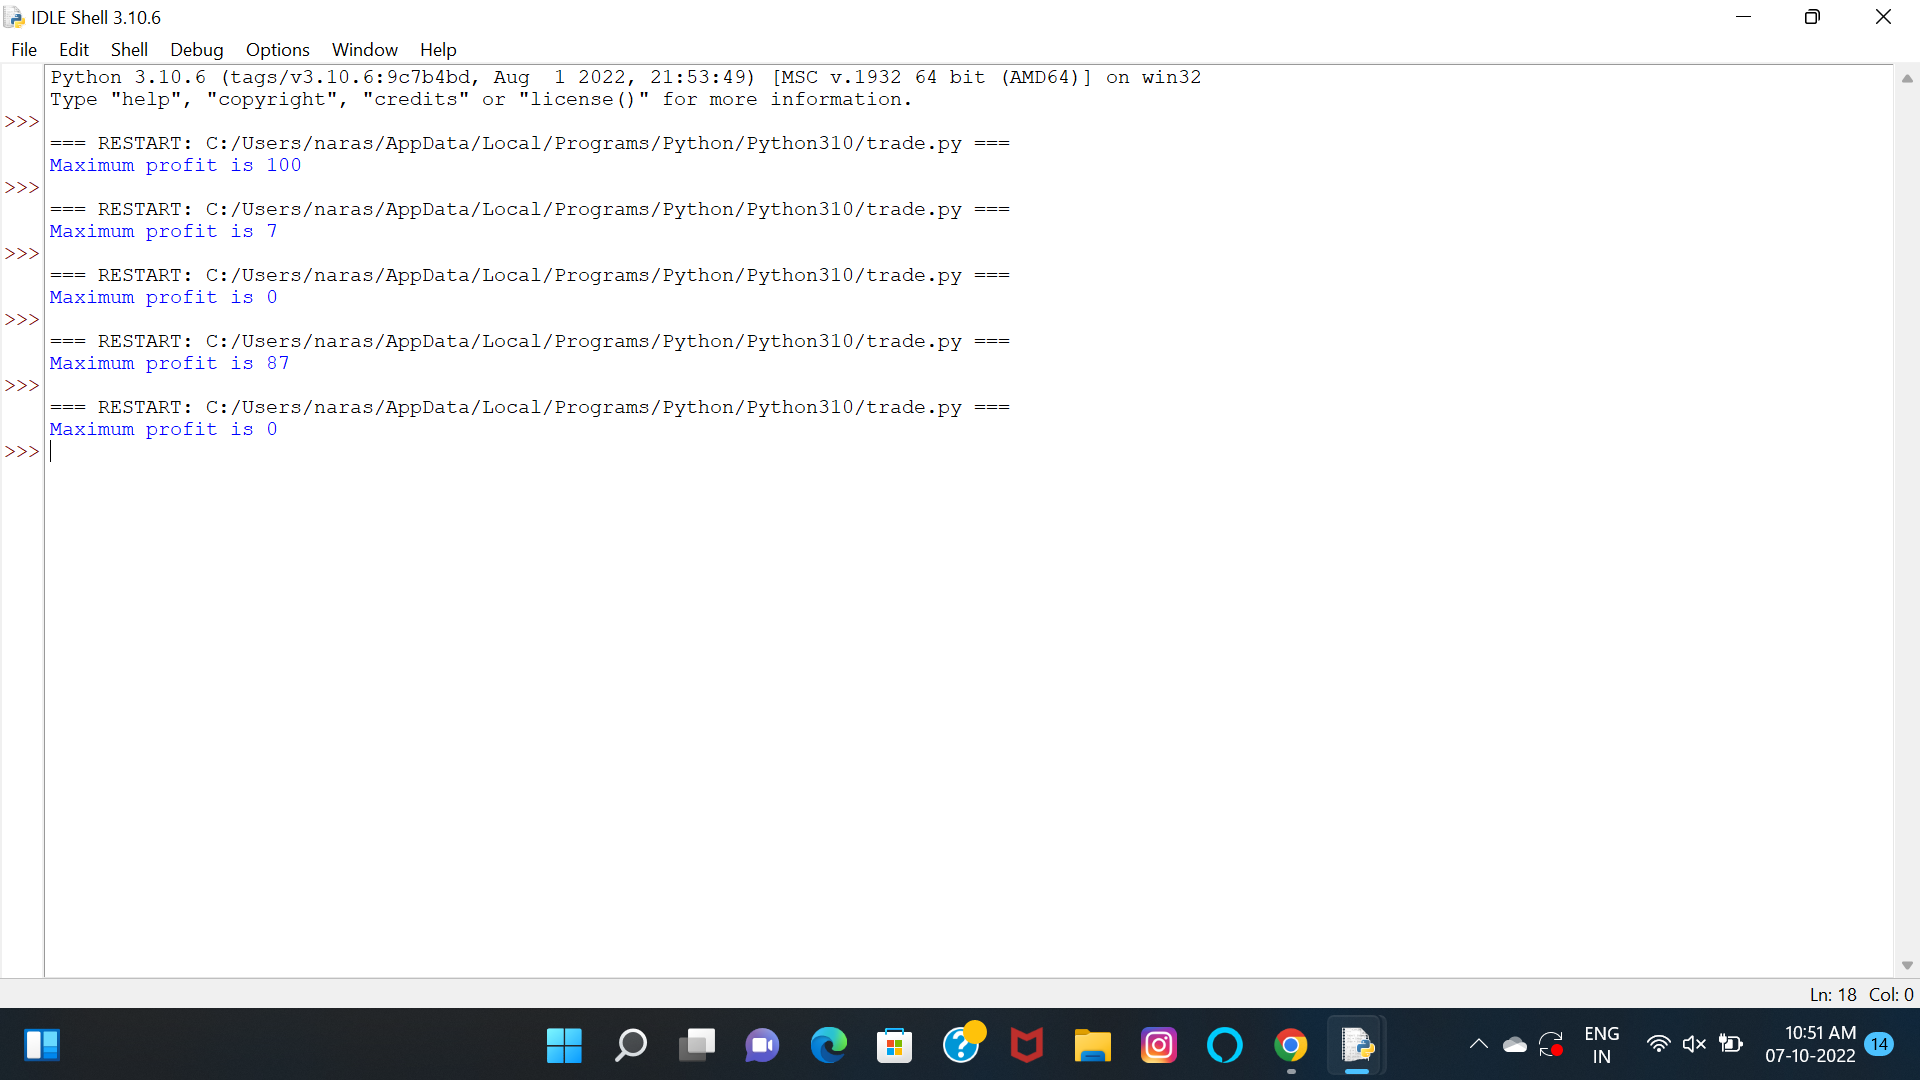 IDLE Shell 3.10.6
File Edit Shell Debug Options Window Help
Python 3.10.6 (tags/v3.10.6:9c7b4bd, Aug  1 2022, 21:53:49) [MSC v.1932 64 bit (AMD64)] on win32
Type "help", "copyright", "credits" or "license()" for more information.
>>>
=== RESTART: C:/Users/naras/AppData/Local/Programs/Python/Python310/trade.py ===
Maximum profit is 100
>>>
=== RESTART: C:/Users/naras/AppData/Local/Programs/Python/Python310/trade.py ===
Maximum profit is 7
>>>
=== RESTART: C:/Users/naras/AppData/Local/Programs/Python/Python310/trade.py ===
Maximum profit is 0
>>>
=== RESTART: C:/Users/naras/AppData/Local/Programs/Python/Python310/trade.py ===
Maximum profit is 87
>>>
=== RESTART: C:/Users/naras/AppData/Local/Programs/Python/Python310/trade.py ===
Maximum profit is 0
>>>
Ln: 18 Col: 0
ENG 10:51 AM
IN 07-10-2022 14